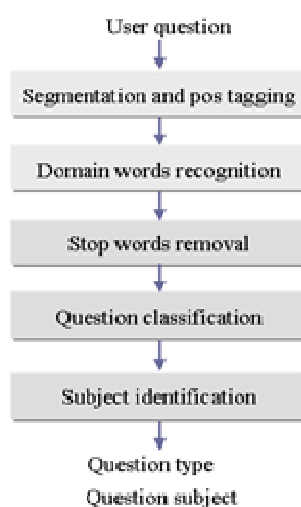 User question
Segmentation and pos tagging
Domain words recognition
Stop words removal
Question classification
Subject identification
Question type
Question subject